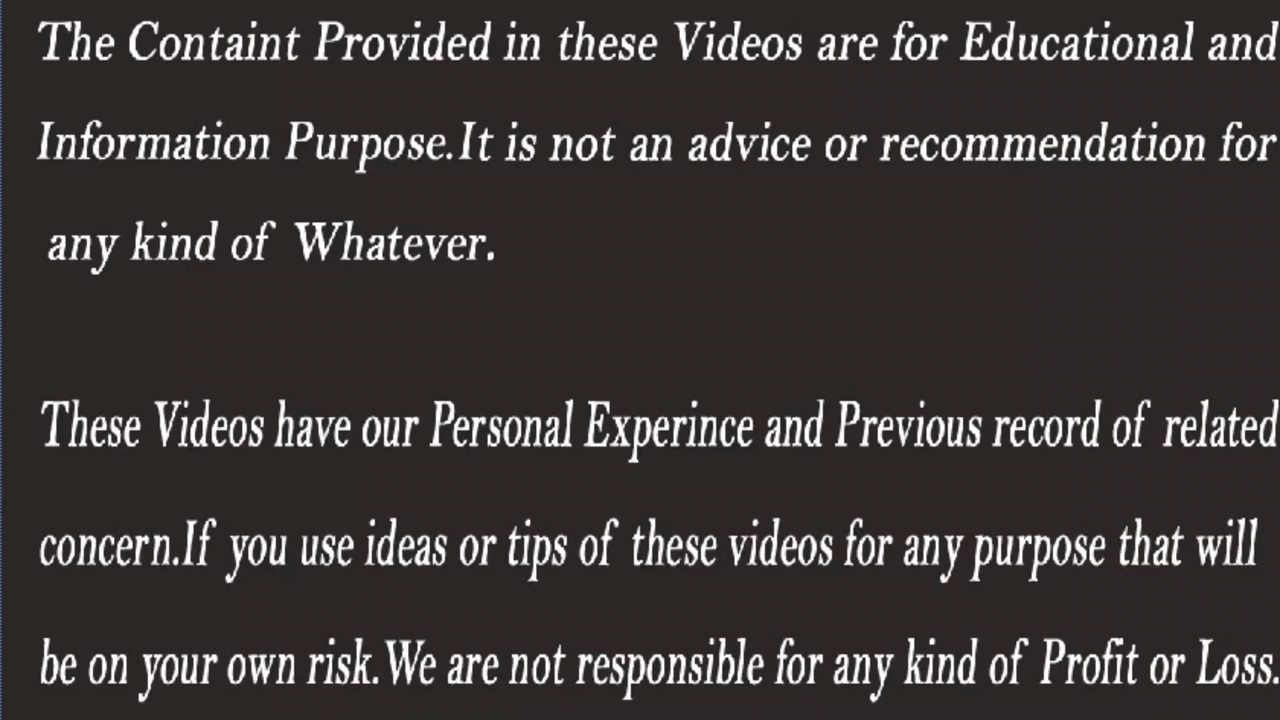 The Containt Provided in these Videos are for Educational and
Information Purpose.It is not an advice or recommendation for
any kind of Whatever.
These Videos have our Personal Experince and Previous record of related
concern.If you use ideas or tips of these videos for any purpose that will
be on your own risk.We are not responsible for any kind of Profit or Loss.